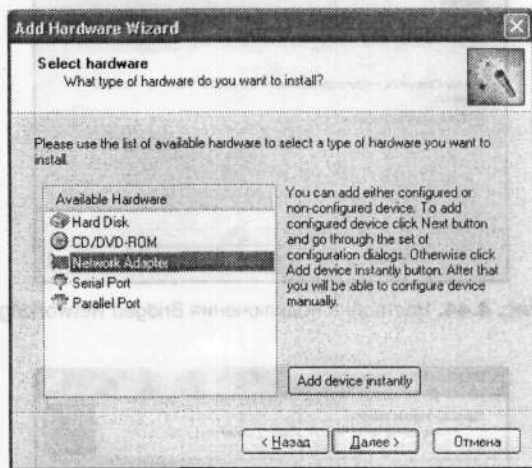 Add Hardware Wizard
Select hardware
What type of hardware do you want to install?
Please use the list of available hardware to select a type of hardware you want to
install.
Available Hardware
Hard Disk
CD/DVD-ROM
Network Adapter
Serial Port
Parallel Port
You can add either configured or
non-configured device. To add
configured device click Next button
and go through the set of
configuration dialogs. Otherwise click
Add device instantly button. After that
you will be able to configure device
manually.
Add device instantly
< Назад
Далее >
Отмена